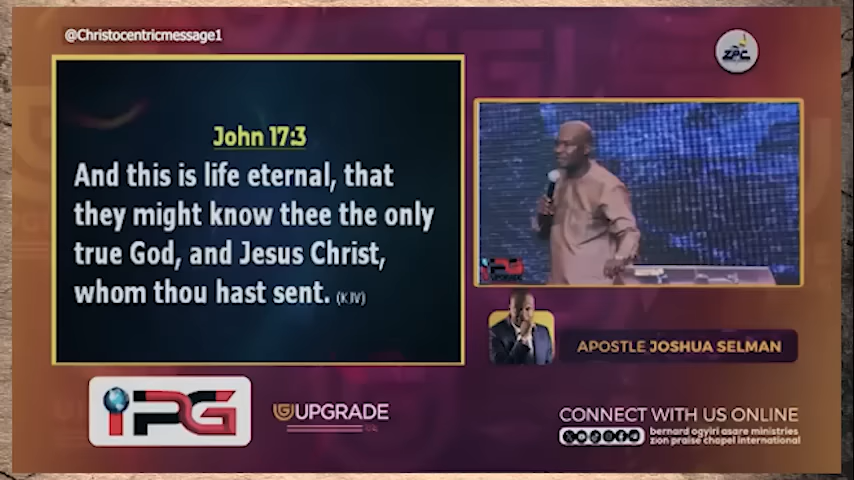 @Christocentricmessage1
ZPC
John 17:3
And this is life eternal, that
they might know thee the only
true God, and Jesus Christ,
whom thou hast sent. (KJV)
IPG
UPGRADE
APOSTLE JOSHUA SELMAN
IPG
UPGRADE
CONNECT WITH US ONLINE
bernard ogyiri asare ministries
zion praise chapel international